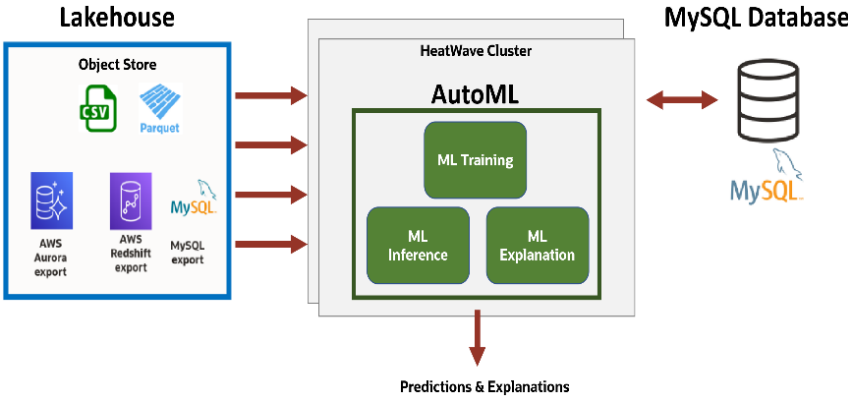 Lakehouse
Object Store
CSV
Parquet
AWS
Aurora
export
AWS
Redshift
export
MySQL
MySQL
export
HeatWave Cluster
AutoML
ML Training
ML
Inference
ML
Explanation
Predictions & Explanations
MySQL Database
MySQL